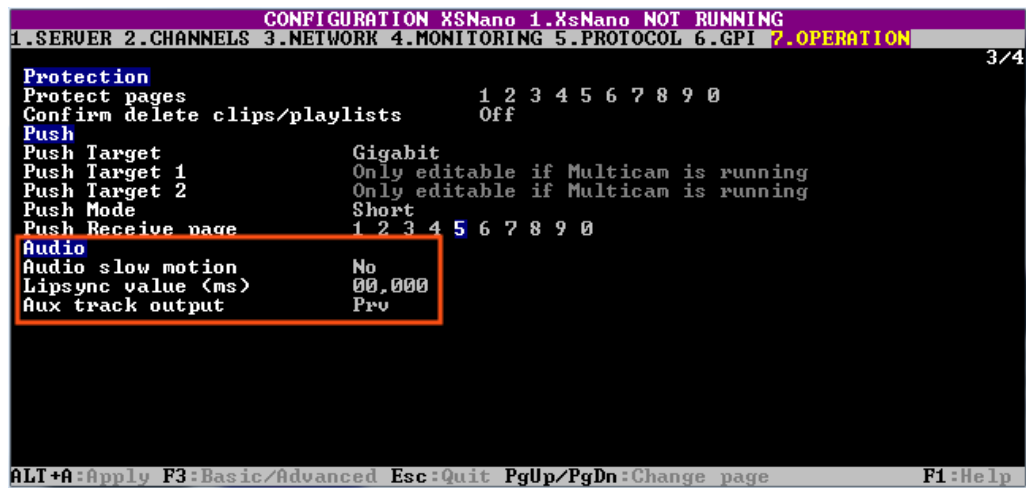 CONFIGURATION XSNano 1.XsNano NOT RUNNING
1.SERVER 2.CHANNELS 3.NETWORK 4.MONITORING 5.PROTOCOL 6.GPI 7.OPERATION
3/4
Protection
Protect pages 1 2 3 4 5 6 7 8 9 0
Confirm delete clips/playlists Off
Push
Push Target Gigabit
Push Target 1 Only editable if Multicam is running
Push Target 2 Only editable if Multicam is running
Push Mode Short
Push Receive page 1 2 3 4 5 6 7 8 9 0
Audio
Audio slow motion No
Lipsync value (ms) 00,000
Aux track output Prv
ALT+A:Apply F3:Basic/Advanced Esc:Quit PgUp/PgDn:Change page F1:Help